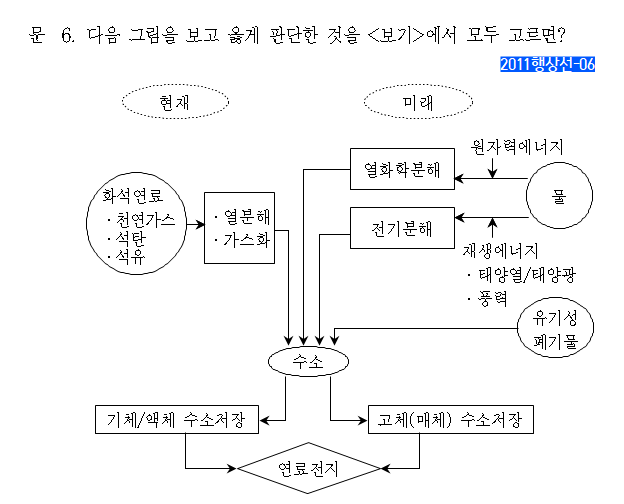 문 6. 다음 그림을 보고 옳게 판단한 것을 <보기>에서 모두 고르면?
2011행상선-06
현재
미래
원자력에너지
열화학분해
물
화석연료
· 천연가스
· 석탄
· 석유
· 열분해
· 가스화
전기분해
재생에너지
· 태양열/태양광
· 풍력
유기성
폐기물
수소
기체/액체 수소저장
고체(매체) 수소저장
연료전지